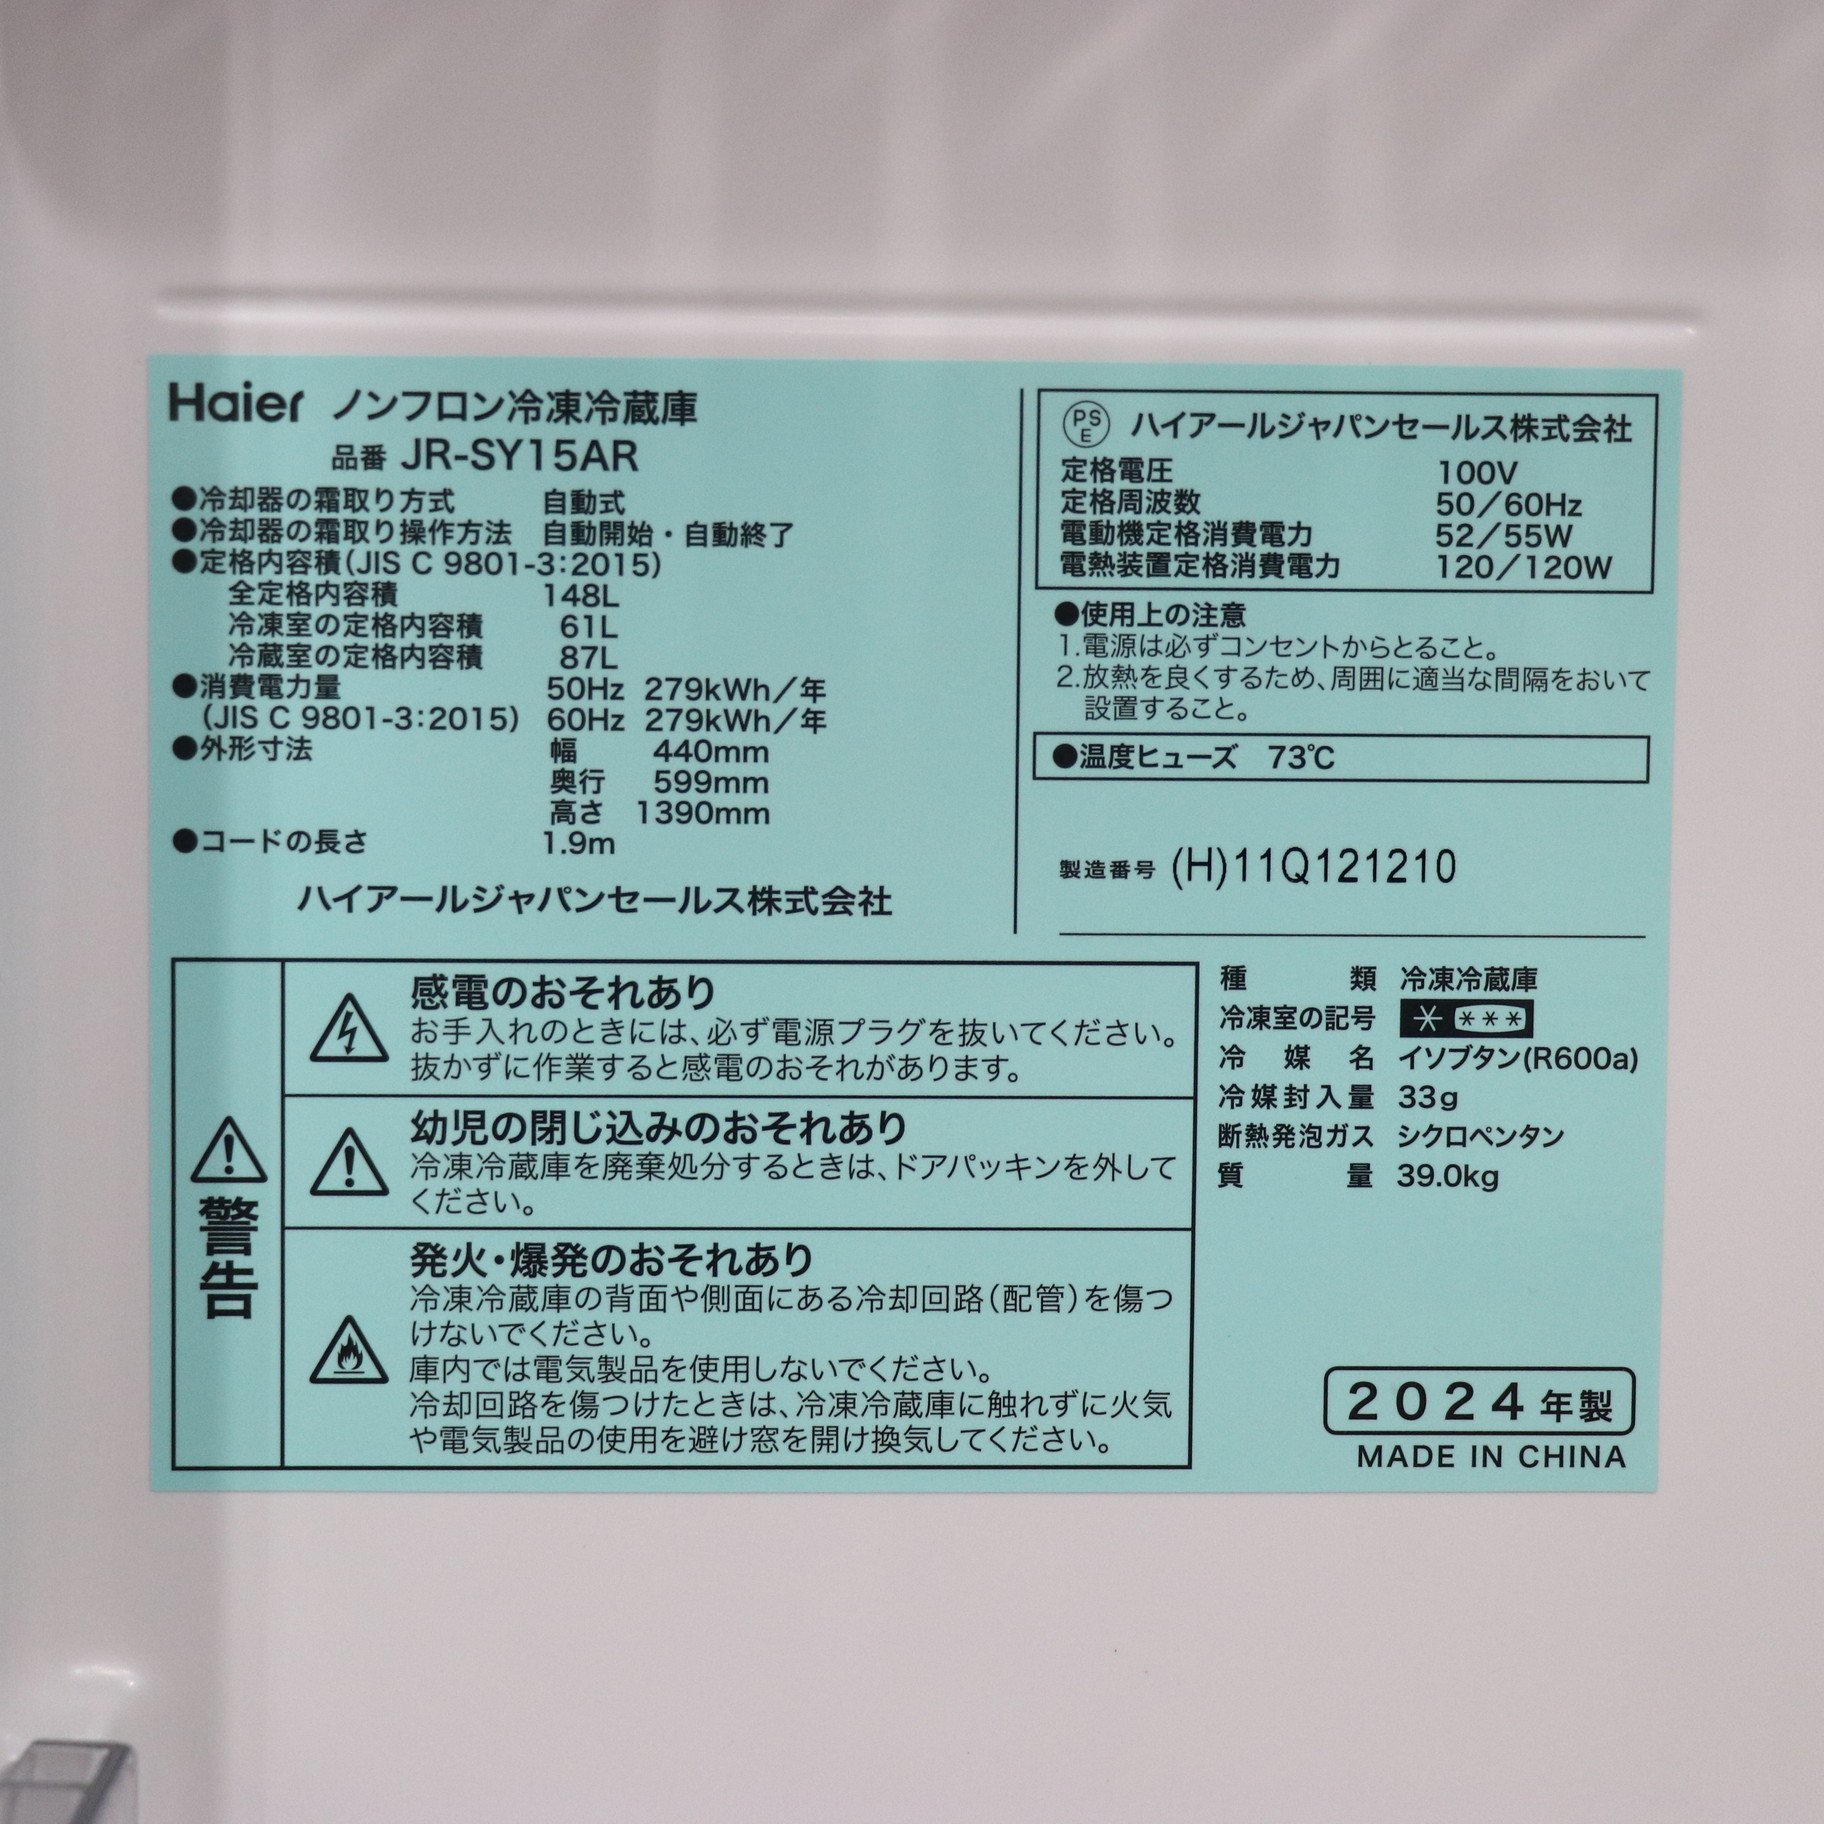 Haier ノンフロン冷凍冷蔵庫
品番 JR-SY15AR
●冷却器の霜取り方式 自動式
●冷却器の霜取り操作方法 自動開始・自動終了
●定格内容積(JIS C 9801-3:2015)
全定格内容積 148L
冷凍室の定格内容積 61L
冷蔵室の定格内容積 87L
●消費電力量 50Hz 279kWh/年
(JIS C 9801-3:2015) 60Hz 279kWh/年
●外形寸法 幅 440mm
奥行 599mm
高さ 1390mm
●コードの長さ 1.9m
ハイアールジャパンセールス株式会社
PS
E
ハイアールジャパンセールス株式会社
定格電圧 100V
定格周波数 50/60Hz
電動機定格消費電力 52/55W
電熱装置定格消費電力 120/120W
●使用上の注意
1.電源は必ずコンセントからとること。
2.放熱を良くするため、周囲に適当な間隔をおいて
設置すること。
●温度ヒューズ 73℃
製造番号 (H)11Q121210
警告
感電のおそれあり
お手入れのときには、必ず電源プラグを抜いてください。
抜かずに作業すると感電のおそれがあります。
幼児の閉じ込みのおそれあり
冷凍冷蔵庫を廃棄処分するときは、ドアパッキンを外して
ください。
発火・爆発のおそれあり
冷凍冷蔵庫の背面や側面にある冷却回路(配管)を傷つ
けないでください。
庫内では電気製品を使用しないでください。
冷却回路を傷つけたときは、冷凍冷蔵庫に触れずに火気
や電気製品の使用を避け窓を開け換気してください。
種類 冷凍冷蔵庫
冷凍室の記号 * ***
冷媒名 イソブタン(R600a)
冷媒封入量 33g
断熱発泡ガス シクロペンタン
質量 39.0kg
2024年製
MADE IN CHINA